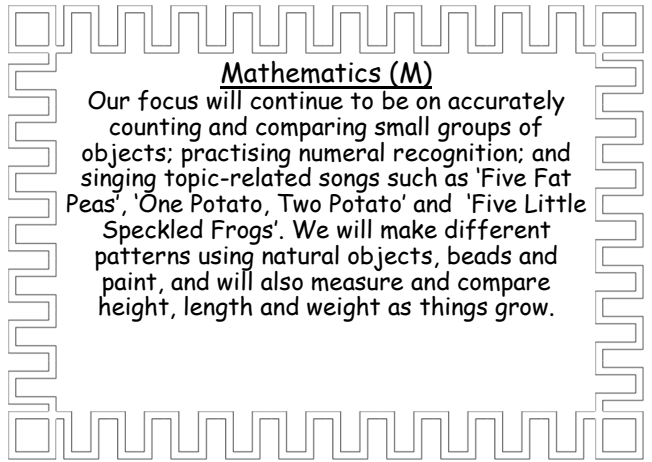 Mathematics (M)
Our focus will continue to be on accurately
counting and comparing small groups of
objects; practising numeral recognition; and
singing topic-related songs such as ‘Five Fat
Peas’, ‘One Potato, Two Potato’ and ‘Five Little
Speckled Frogs’. We will make different
patterns using natural objects, beads and
paint, and will also measure and compare
height, length and weight as things grow.